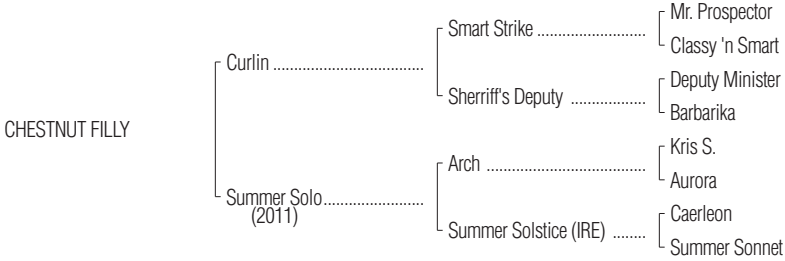 Mr. Prospector
Smart Strike ..........................
Classy 'n Smart
Curlin ....................................
Deputy Minister
Sherriff's Deputy ..................
Barbarika
CHESTNUT FILLY
Kris S.
Arch ......................................
Aurora
Summer Solo........................
(2011)
Caerleon
Summer Solstice (IRE) ........
Summer Sonnet